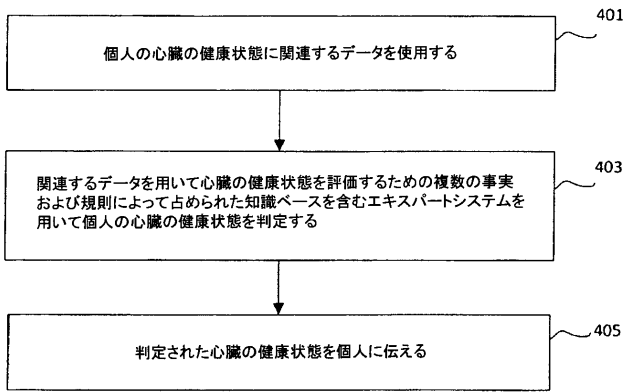 401
個人の心臓の健康状態に関連するデータを使用する
403
関連するデータを用いて心臓の健康状態を評価するための複数の事実
および規則によって占められた知識ベースを含むエキスパートシステムを
用いて個人の心臓の健康状態を判定する
405
判定された心臓の健康状態を個人に伝える